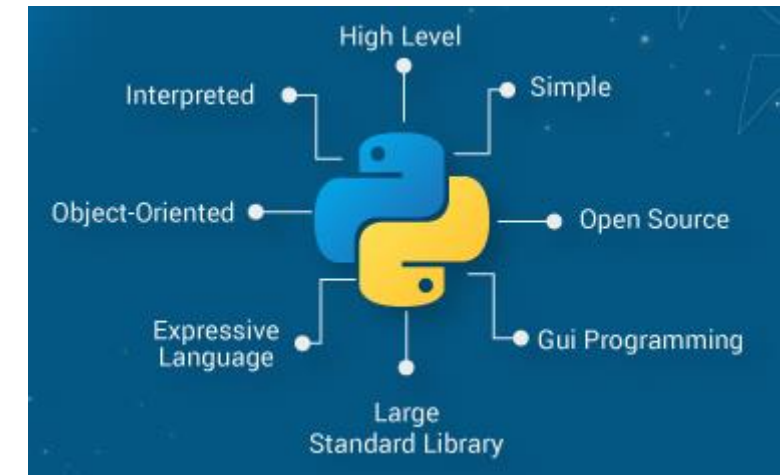 High Level
Interpreted
Simple
Object-Oriented
Open Source
Expressive
Language
Gui Programming
Large
Standard Library